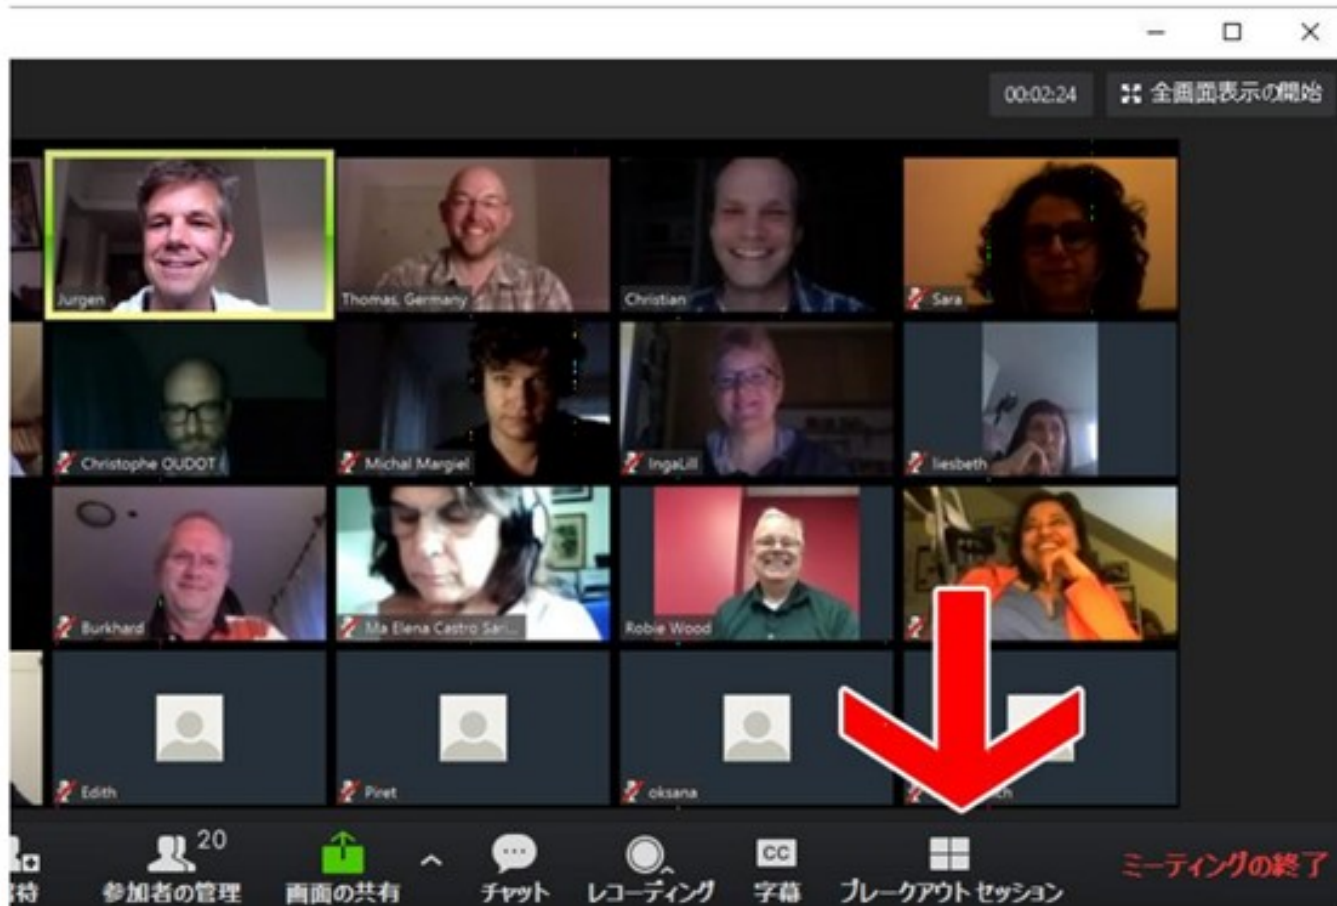 00:02:24
全画面表示の開始
Jurgen
Thomas, Germany
Christian
Sara
Christophe OUDOT
Michal Margiel
IngaLill
liesbeth
Burkhard
Ma Elena Castro Sari...
Robie Wood
Edith
Piret
oksana
20
参加者の管理
画面の共有
チャット
レコーディング
CC
字幕
ブレークアウト セッション
ミーティングの終了